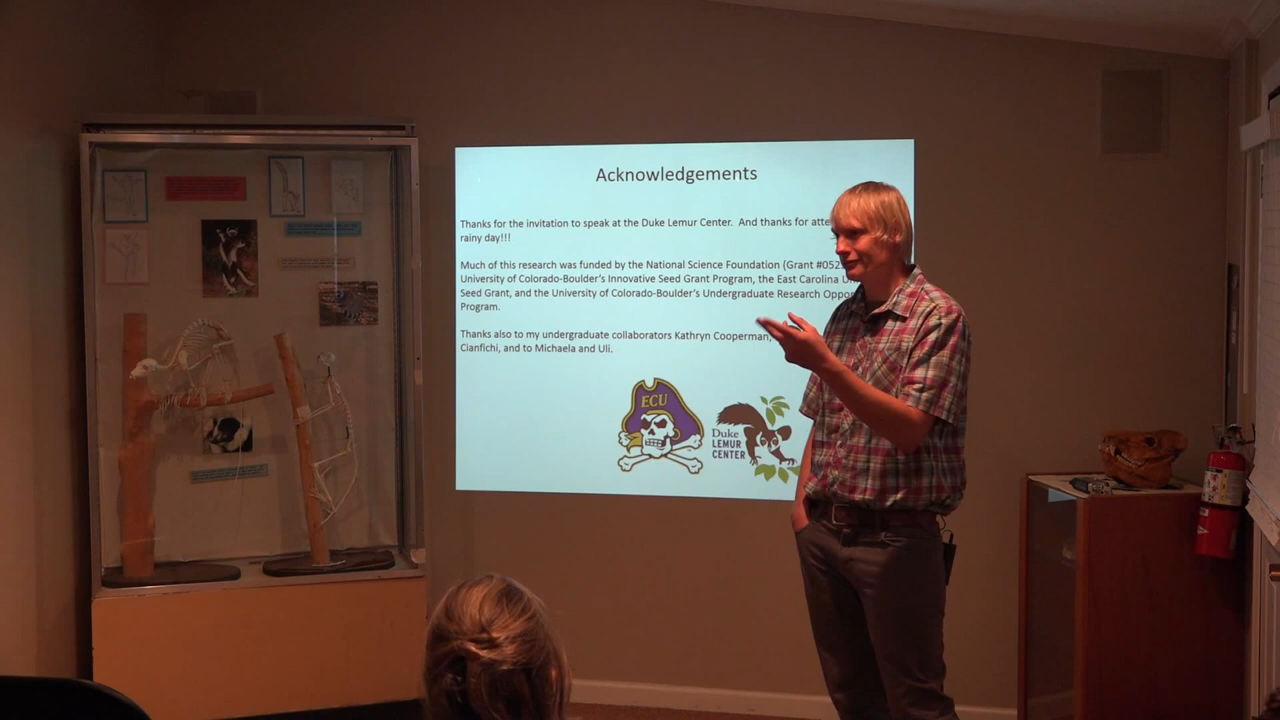 Acknowledgements
Thanks for the invitation to speak at the Duke Lemur Center. And thanks for atte
rainy day!!!
Much of this research was funded by the National Science Foundation (Grant #052
University of Colorado-Boulder's Innovative Seed Grant Program, the East Carolina Un
Seed Grant, and the University of Colorado-Boulder's Undergraduate Research Oppor
Program.
Thanks also to my undergraduate collaborators Kathryn Cooperman,
Cianfichi, and to Michaela and Uli.
ECU
Duke
LEMUR
CENTER